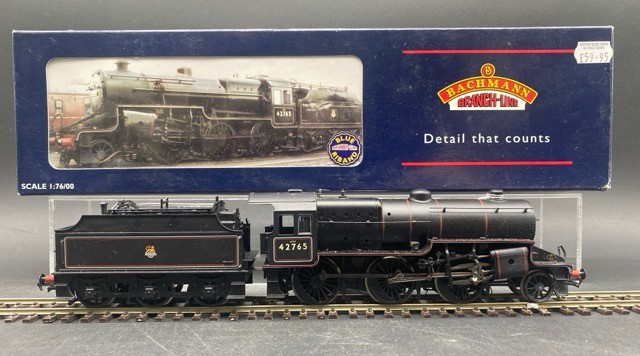 £59.95
B
BACHMANN
BRANCH-LINE
Detail that counts
42765
BLUE
RIBAND
SCALE 1:76/00
42765